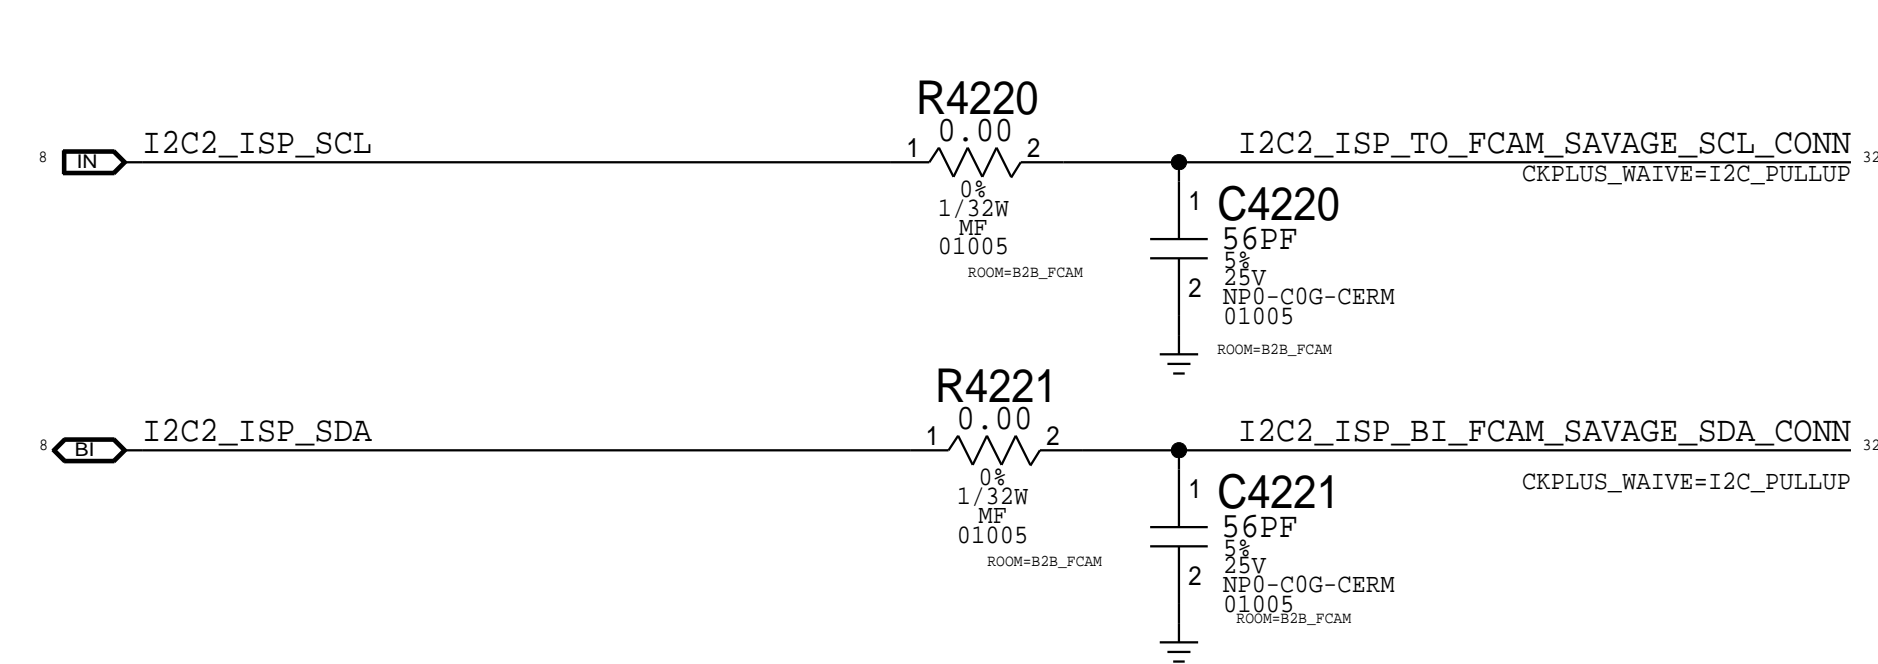 R4220
8 IN I2C2_ISP_SCL 1 0.00 2 I2C2_ISP_TO_FCAM_SAVAGE_SCL_CONN 32
CKPLUS_WAIVE=I2C_PULLUP
0%
1/32W
MF
01005
ROOM=B2B_FCAM
1 C4220
56PF
5%
25V
2 NP0-C0G-CERM
01005
ROOM=B2B_FCAM
R4221
8 BI I2C2_ISP_SDA 1 0.00 2 I2C2_ISP_BI_FCAM_SAVAGE_SDA_CONN 32
CKPLUS_WAIVE=I2C_PULLUP
0%
1/32W
MF
01005
ROOM=B2B_FCAM
1 C4221
56PF
5%
25V
2 NP0-C0G-CERM
01005
ROOM=B2B_FCAM